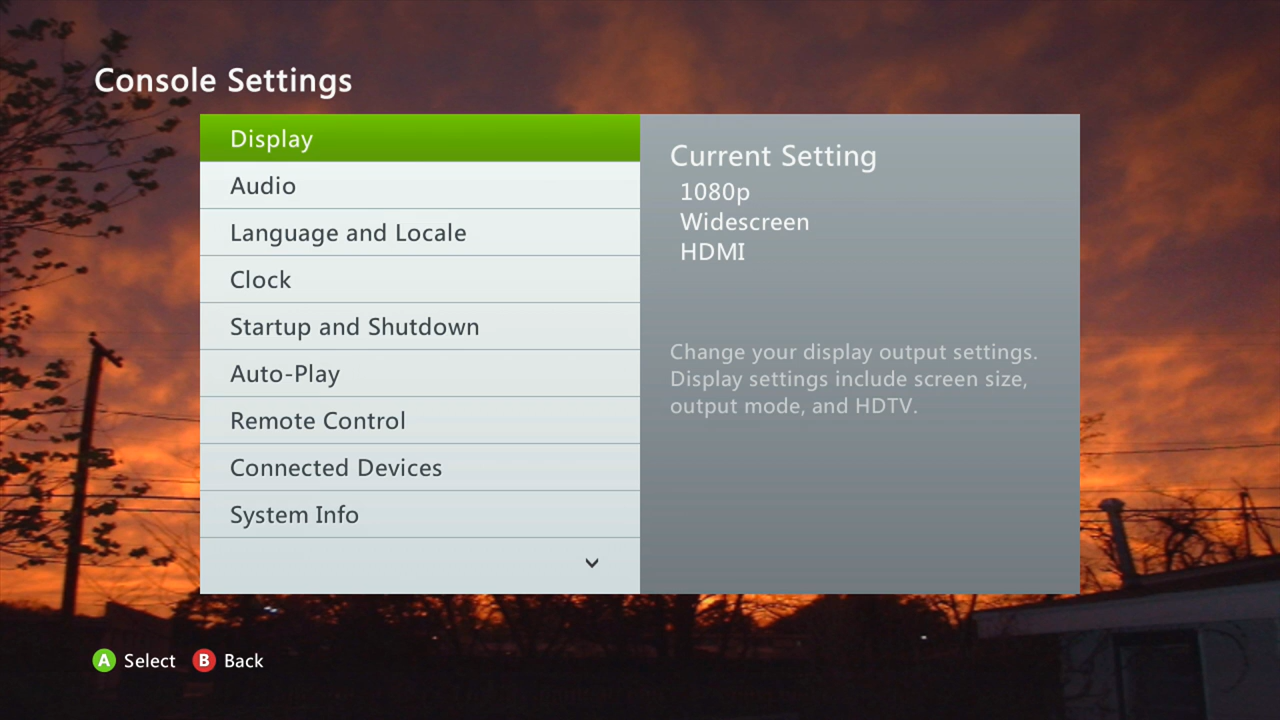 Console Settings
Display
Audio
Language and Locale
Clock
Startup and Shutdown
Auto-Play
Remote Control
Connected Devices
System Info
Current Setting
1080p
Widescreen
HDMI
Change your display output settings.
Display settings include screen size,
output mode, and HDTV.
A Select B Back